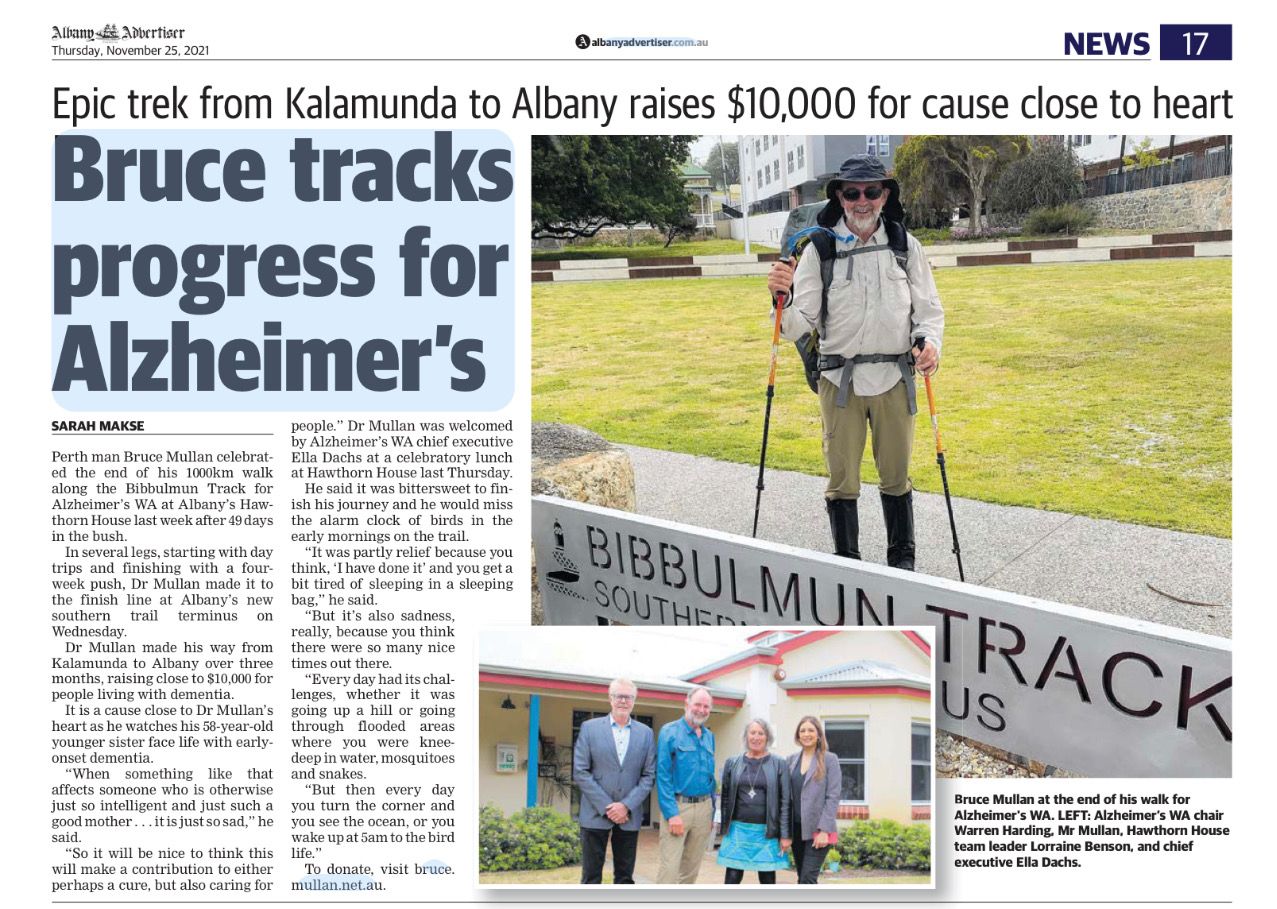 Albany Advertiser
Thursday, November 25, 2021
albanyadvertiser.com.au
NEWS 17
Epic trek from Kalamunda to Albany raises $10,000 for cause close to heart
Bruce tracks
progress for
Alzheimer's
SARAH MAKSE
Perth man Bruce Mullan celebrat-
ed the end of his 1000km walk
along the Bibbulmun Track for
Alzheimer's WA at Albany's Haw-
thorn House last week after 49 days
in the bush.
In several legs, starting with day
trips and finishing with a four-
week push, Dr Mullan made it to
the finish line at Albany's new
southern trail terminus on
Wednesday.
Dr Mullan made his way from
Kalamunda to Albany over three
months, raising close to $10,000 for
people living with dementia.
It is a cause close to Dr Mullan's
heart as he watches his 58-year-old
younger sister face life with early-
onset dementia.
"When something like that
affects someone who is otherwise
just so intelligent and just such a
good mother . . . it is just so sad," he
said.
"So it will be nice to think this
will make a contribution to either
perhaps a cure, but also caring for
people." Dr Mullan was welcomed
by Alzheimer's WA chief executive
Ella Dachs at a celebratory lunch
at Hawthorn House last Thursday.
He said it was bittersweet to fin-
ish his journey and he would miss
the alarm clock of birds in the
early mornings on the trail.
"It was partly relief because you
think, 'I have done it' and you get a
bit tired of sleeping in a sleeping
bag," he said.
"But it's also sadness,
really, because you think
there were so many nice
times out there.
"Every day had its chal-
lenges, whether it was
going up a hill or going
through flooded areas
where you were knee-
deep in water, mosquitoes
and snakes.
"But then every day
you turn the corner and
you see the ocean, or you
wake up at 5am to the bird
life."
To donate, visit bruce.
mullan.net.au.
BIBBULMUN TRACK
SOUTHERN
US
Bruce Mullan at the end of his walk for
Alzheimer's WA. LEFT: Alzheimer's WA chair
Warren Harding, Mr Mullan, Hawthorn House
team leader Lorraine Benson, and chief
executive Ella Dachs.